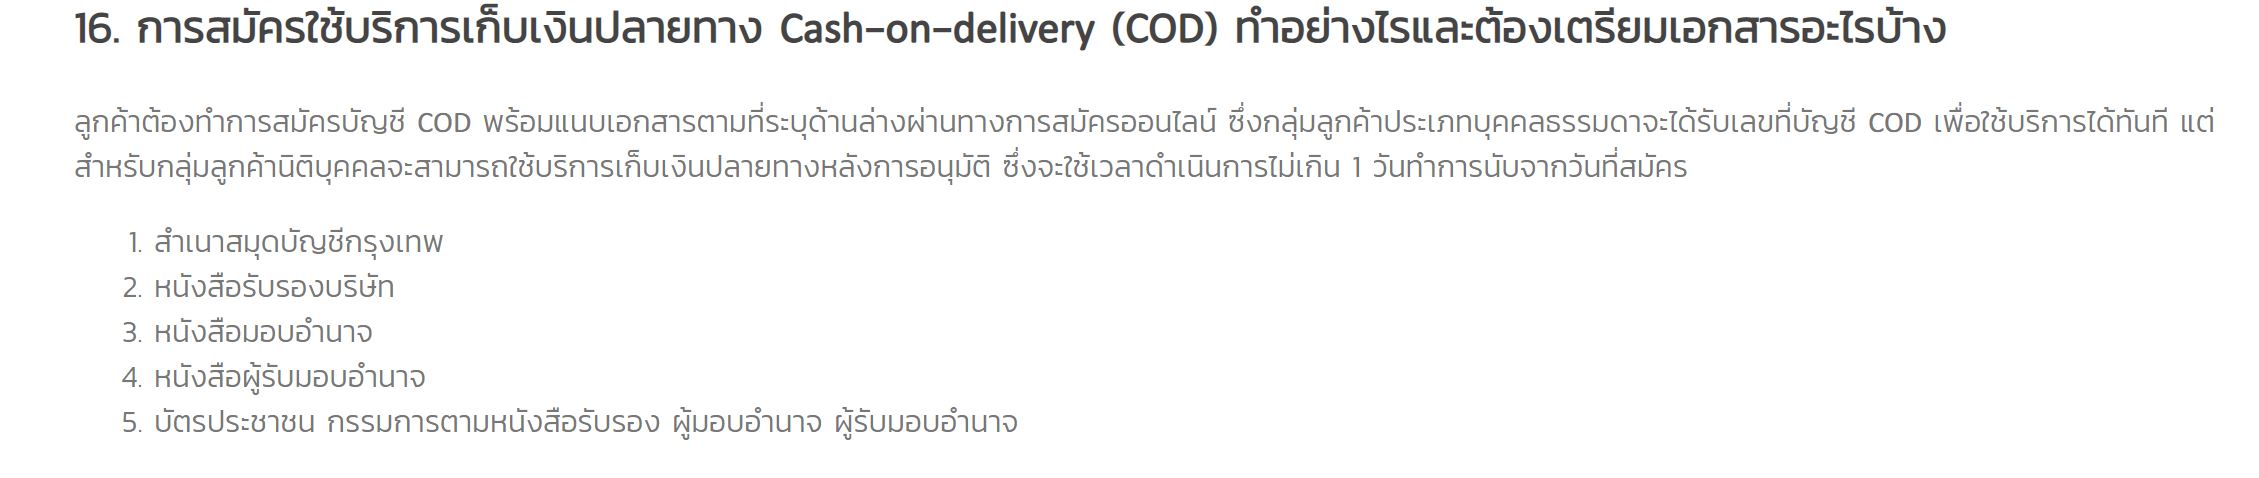 16. การสมัครใช้บริการเก็บเงินปลายทาง Cash-on-delivery (COD) ทำอย่างไรและต้องเตรียมเอกสารอะไรบ้าง
ลูกค้าต้องทำการสมัครบัญชี COD พร้อมแนบเอกสารตามที่ระบุด้านล่างผ่านทางการสมัครออนไลน์ ซึ่งกลุ่มลูกค้าประเภทบุคคลธรรมดาจะได้รับเลขที่บัญชี COD เพื่อใช้บริการได้ทันที แต่
สำหรับกลุ่มลูกค้านิติบุคคลจะสามารถใช้บริการเก็บเงินปลายทางหลังการอนุมัติ ซึ่งจะใช้เวลาดำเนินการไม่เกิน 1 วันทำการนับจากวันที่สมัคร
1. สำเนาสมุดบัญชีกรุงเทพ
2. หนังสือรับรองบริษัท
3. หนังสือมอบอำนาจ
4. หนังสือผู้รับมอบอำนาจ
5. บัตรประชาชน กรรมการตามหนังสือรับรอง ผู้มอบอำนาจ ผู้รับมอบอำนาจ